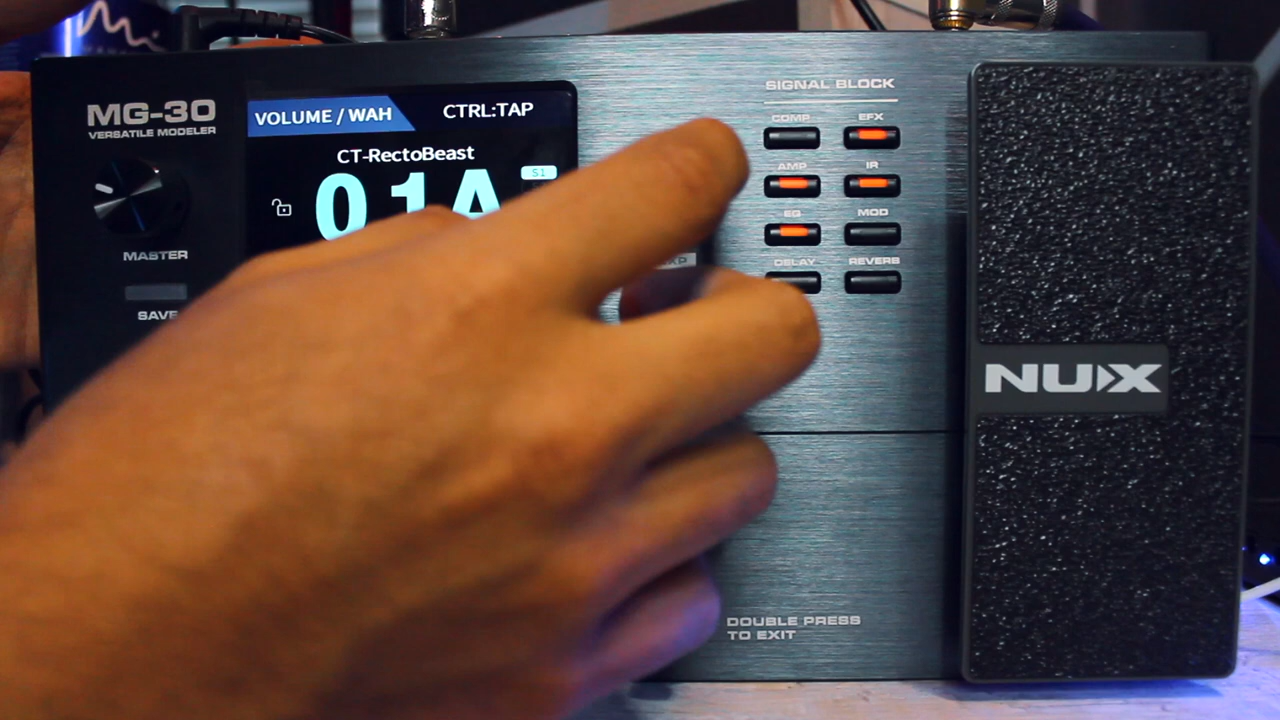 MG-30
VERSATILE MODELER
VOLUME / WAH
CTRL:TAP
CT-RectoBeast
S1
01A
MASTER
SAVE
SIGNAL BLOCK
COMP
EFX
AMP
IR
EQ
MOD
DELAY
REVERB
NUX
DOUBLE PRESS
TO EXIT